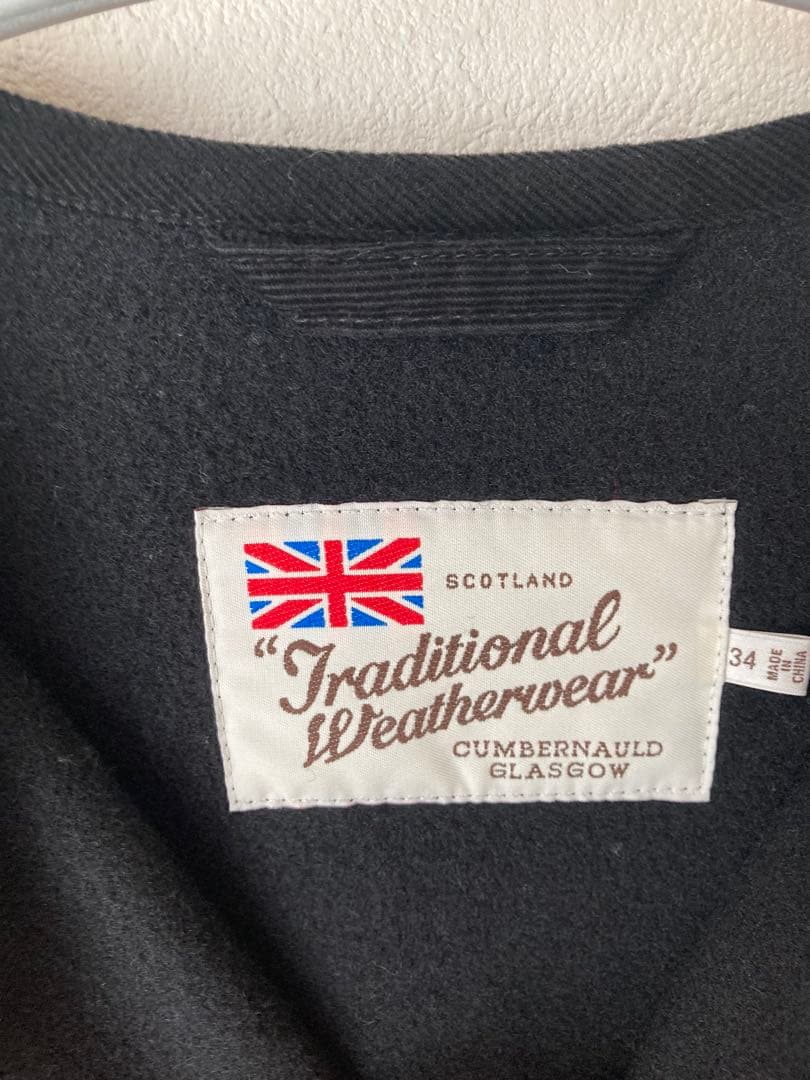 SCOTLAND
"Traditional
Weatherwear"
CUMBERNAULD
GLASGOW
34
MADE
IN
CHINA